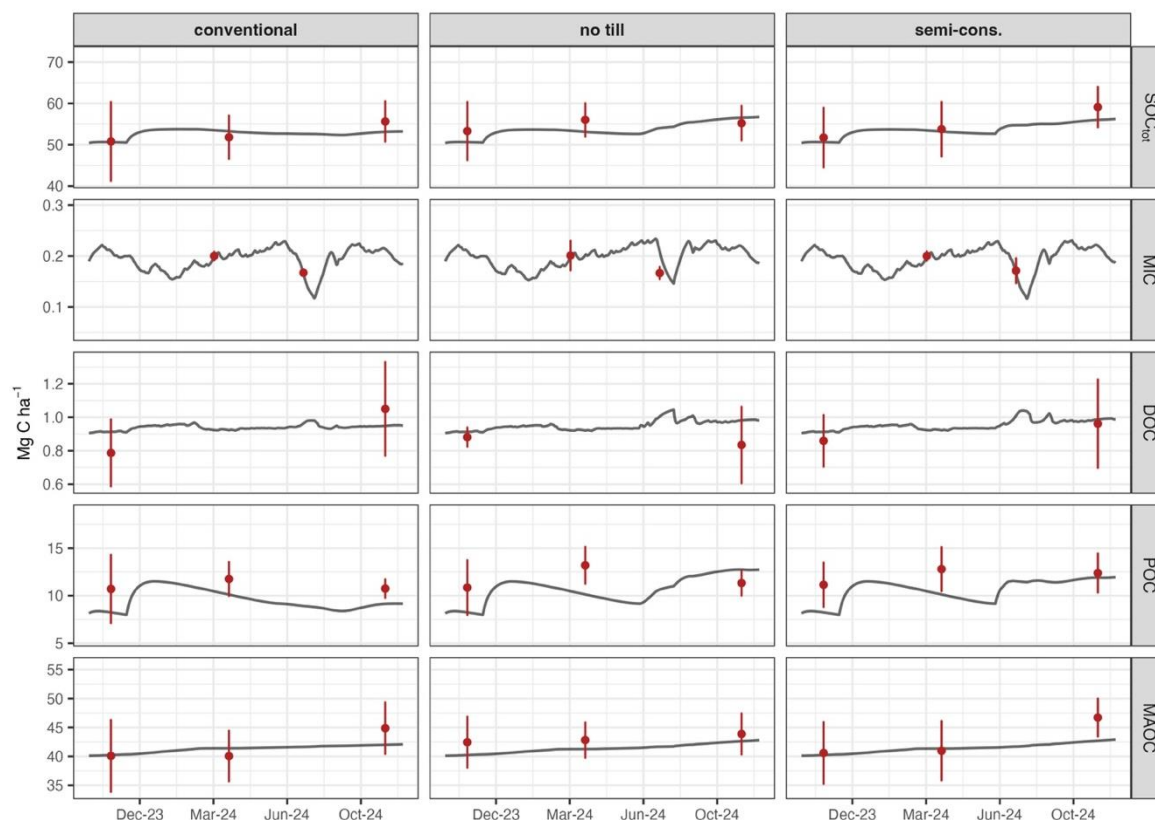 conventional
no till
semi-cons.
70
60
50
40
SOCtot
0.3
0.2
0.1
MIC
Mg C ha⁻¹
1.2
1.0
0.8
0.6
DOC
15
10
5
POC
55
50
45
40
35
MAOC
Dec-23 Mar-24 Jun-24 Oct-24 Dec-23 Mar-24 Jun-24 Oct-24 Dec-23 Mar-24 Jun-24 Oct-24